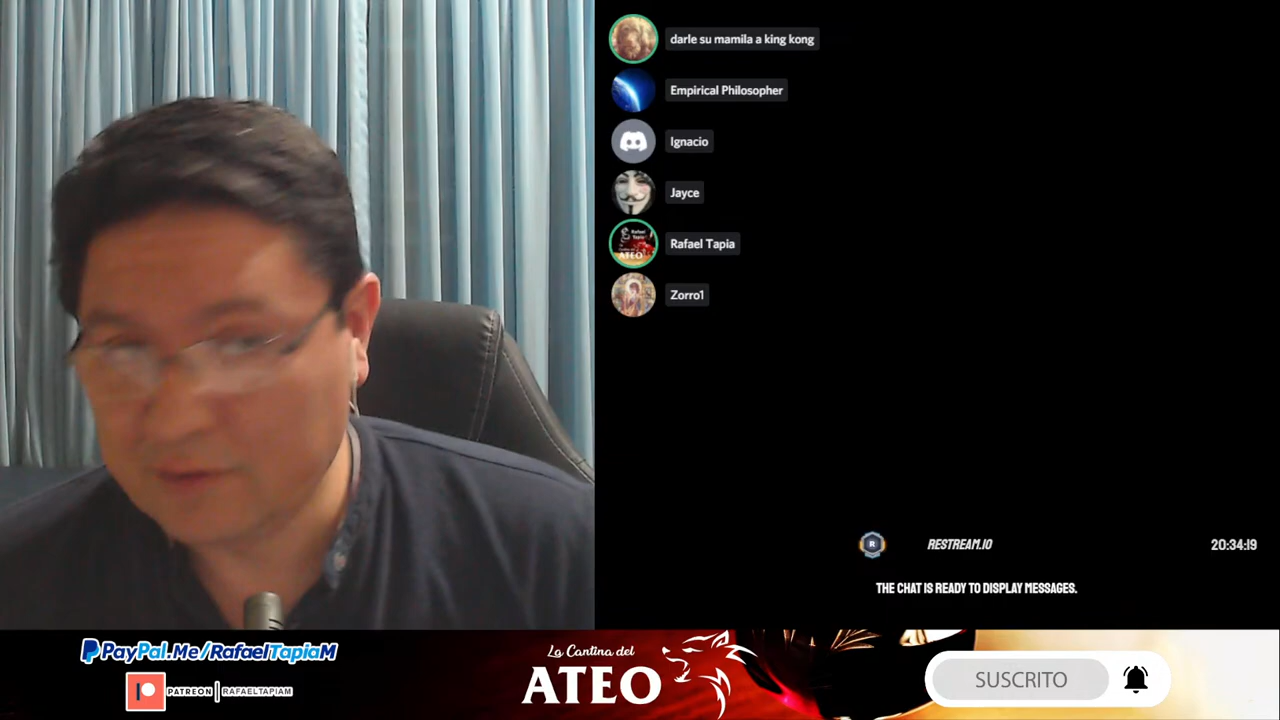 darle su mamila a king kong
Empirical Philosopher
Ignacio
Jayce
Rafael Tapia
Zorro1
RESTREAM.IO
20:34:19
THE CHAT IS READY TO DISPLAY MESSAGES.
PayPal.Me/RafaelTapiaM
PATREON | RAFAELTAPIAM
La Cantina del
ATEO
SUSCRITO